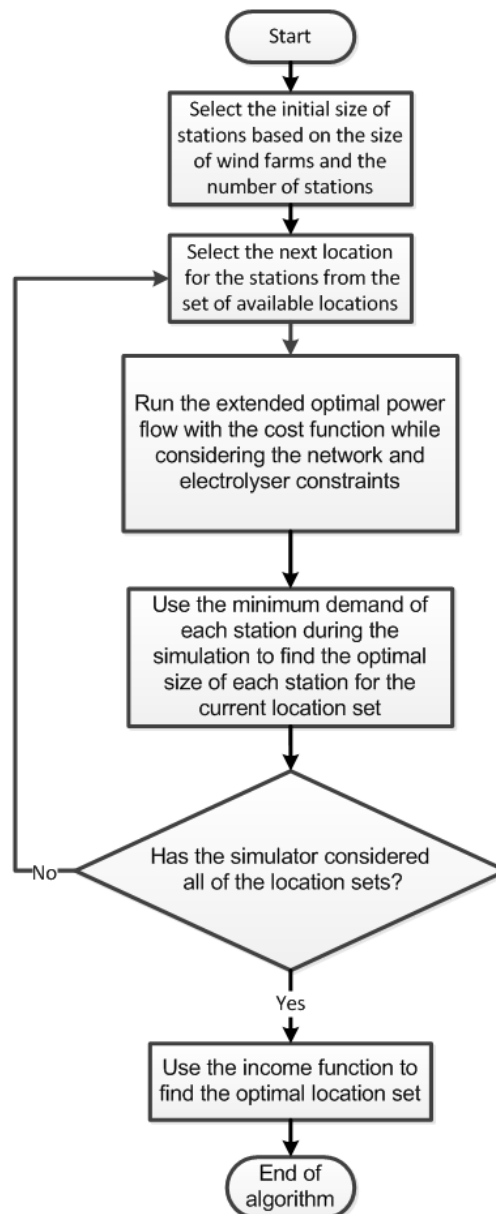 Start
Select the initial size of
stations based on the size
of wind farms and the
number of stations
Select the next location
for the stations from the
set of available locations
Run the extended optimal power
flow with the cost function while
considering the network and
electrolyser constraints
Use the minimum demand of
each station during the
simulation to find the optimal
size of each station for the
current location set
Has the simulator considered
all of the location sets?
No
Yes
Use the income function to
find the optimal location set
End of
algorithm